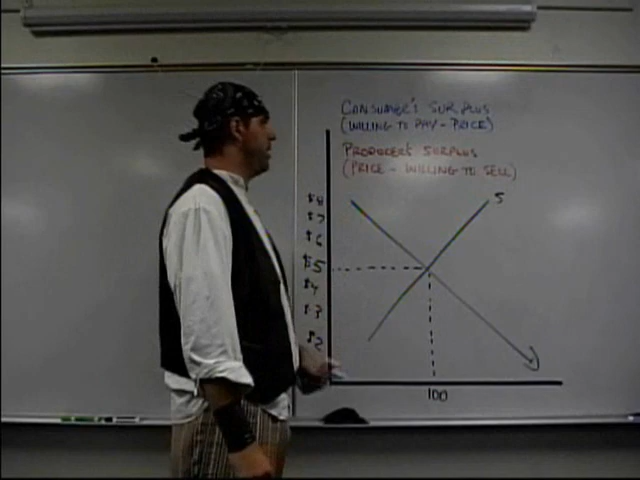 CONSUMER'S SURPLUS
(WILLING TO PAY - PRICE)
PRODUCER'S SURPLUS
(PRICE - WILLING TO SELL)
$8
$7
$6
$5
$4
$3
$2
S
D
100